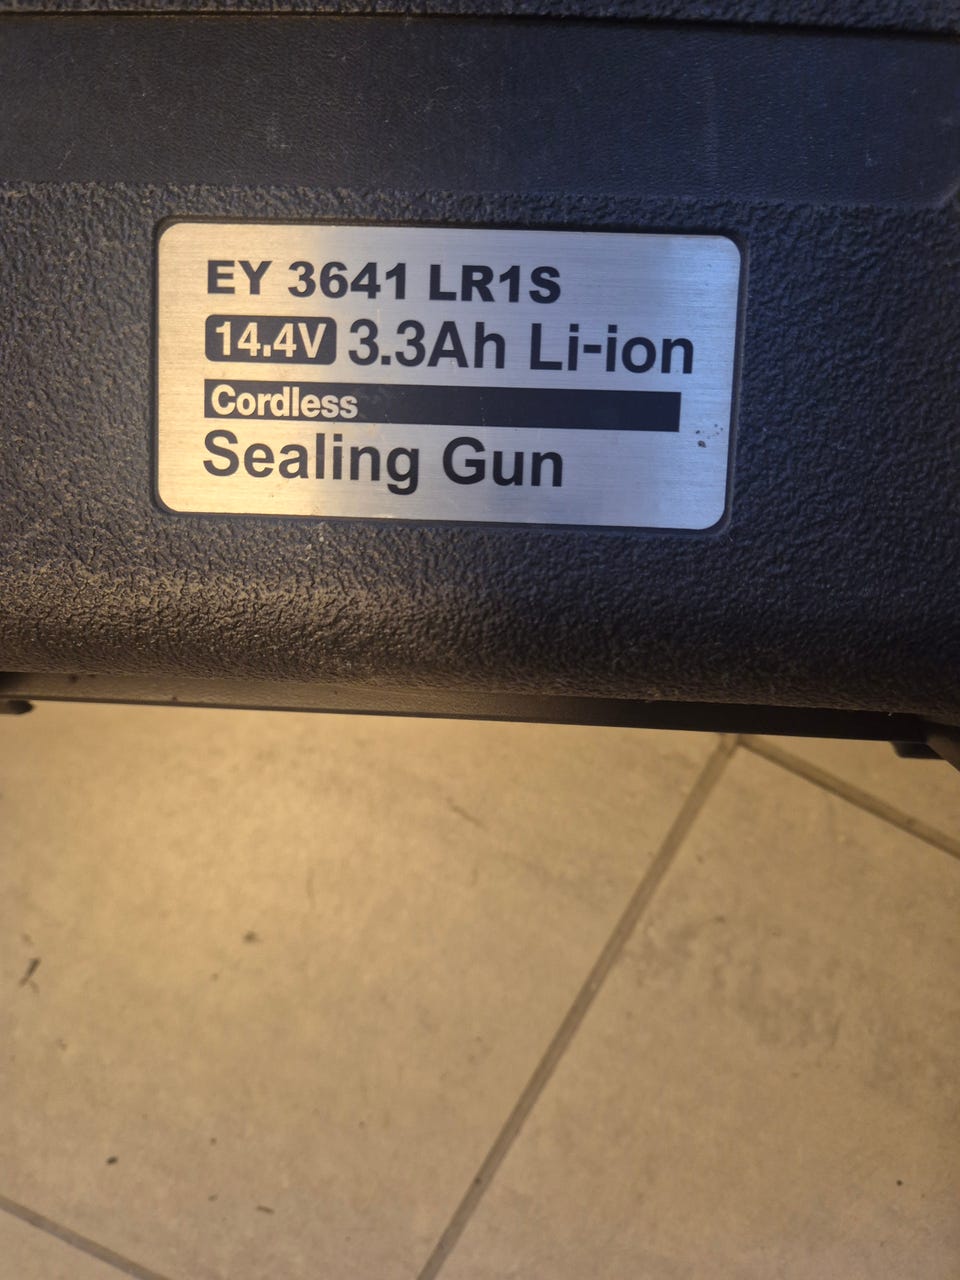 EY 3641 LR1S
14.4V 3.3Ah Li-ion
Cordless
Sealing Gun